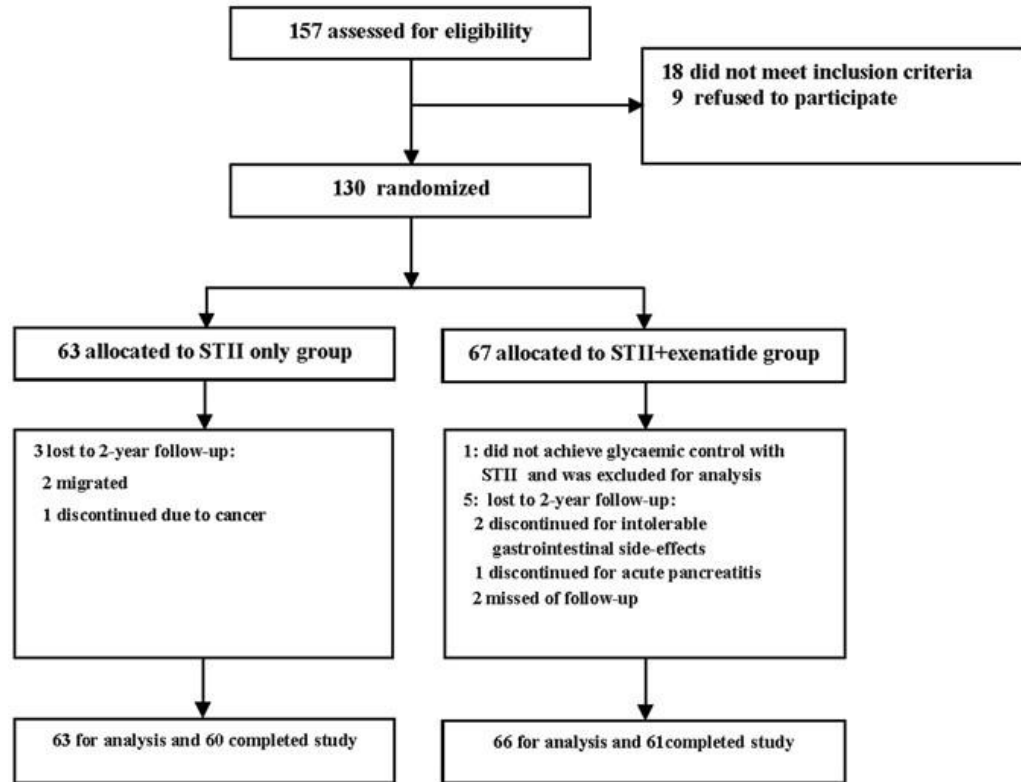 157 assessed for eligibility
18 did not meet inclusion criteria
9 refused to participate
130 randomized
63 allocated to STII only group
67 allocated to STII+exenatide group
3 lost to 2-year follow-up:
2 migrated
1 discontinued due to cancer
1: did not achieve glycaemic control with
STII and was excluded for analysis
5: lost to 2-year follow-up:
2 discontinued for intolerable
gastrointestinal side-effects
1 discontinued for acute pancreatitis
2 missed of follow-up
63 for analysis and 60 completed study
66 for analysis and 61completed study